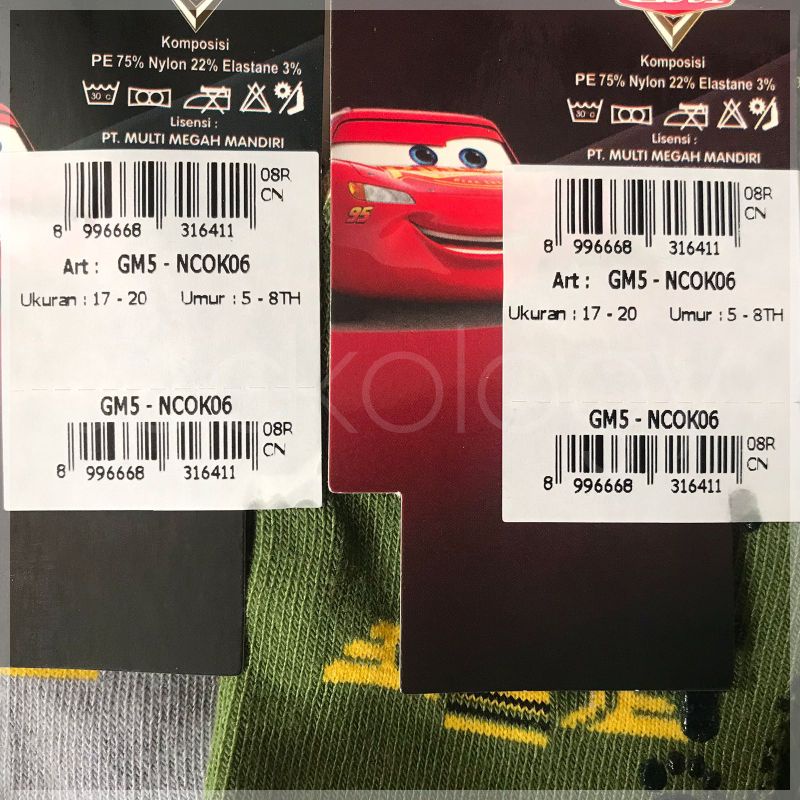 Komposisi
PE 75% Nylon 22% Elastane 3%
30 c
Lisensi :
PT. MULTI MEGAH MANDIRI
08R
CN
8 996668 316411
Art : GM5 - NCOK06
Ukuran : 17 - 20 Umur : 5 - 8TH
GM5 - NCOK06
08R
CN
8 996668 316411
Komposisi
PE 75% Nylon 22% Elastane 3%
30 c
Lisensi :
PT. MULTI MEGAH MANDIRI
95
08R
CN
8 996668 316411
Art : GM5 - NCOK06
Ukuran : 17 - 20 Umur : 5 - 8TH
GM5 - NCOK06
08R
CN
8 996668 316411